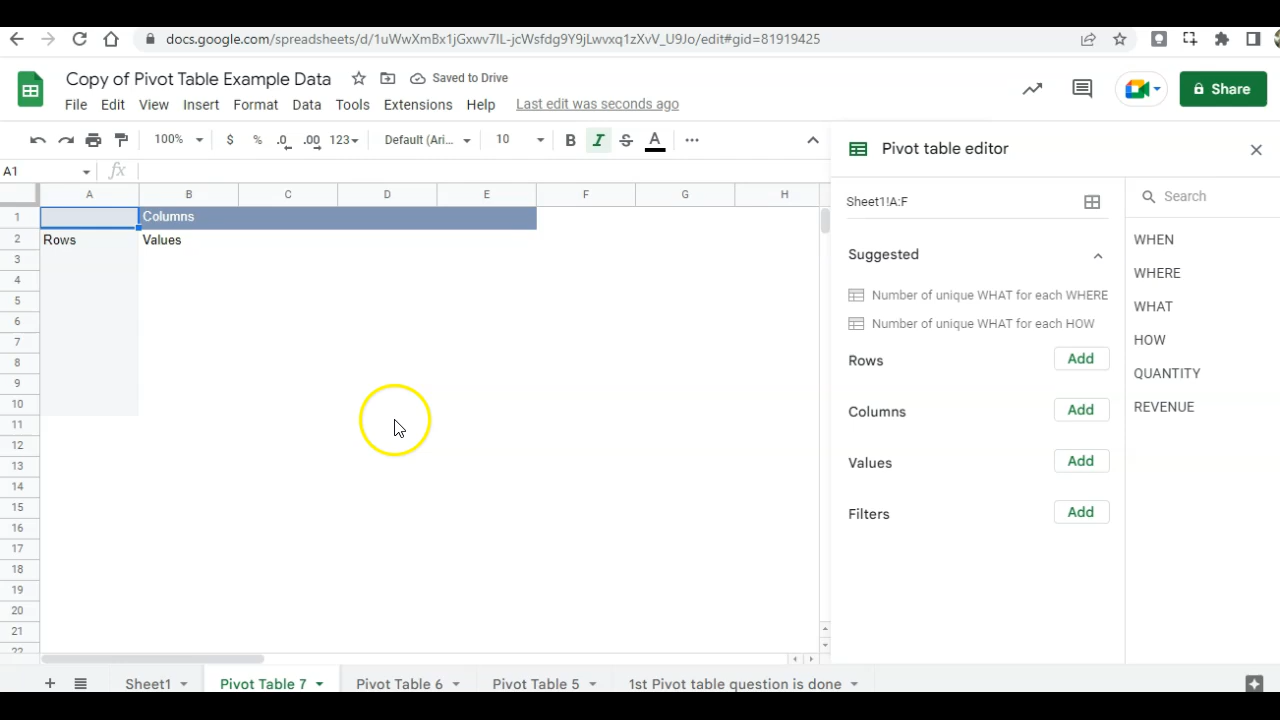 docs.google.com/spreadsheets/d/1uWwXmBx1jGxwv7IL-jcWsfdg9Y9jLwvxq1zXvV_U9Jo/edit#gid=81919425
Copy of Pivot Table Example Data
Saved to Drive
File Edit View Insert Format Data Tools Extensions Help Last edit was seconds ago
Share
100% $ % .0 .00 123 Default (Ari... 10 B I S A
A1 fx
A B C D E F G H
1 Columns
2 Rows Values
3
4
5
6
7
8
9
10
11
12
13
14
15
16
17
18
19
20
21
22
Pivot table editor
Sheet1!A:F
Search
Suggested
Number of unique WHAT for each WHERE
Number of unique WHAT for each HOW
Rows Add
Columns Add
Values Add
Filters Add
WHEN
WHERE
WHAT
HOW
QUANTITY
REVENUE
Sheet1 Pivot Table 7 Pivot Table 6 Pivot Table 5 1st Pivot table question is done